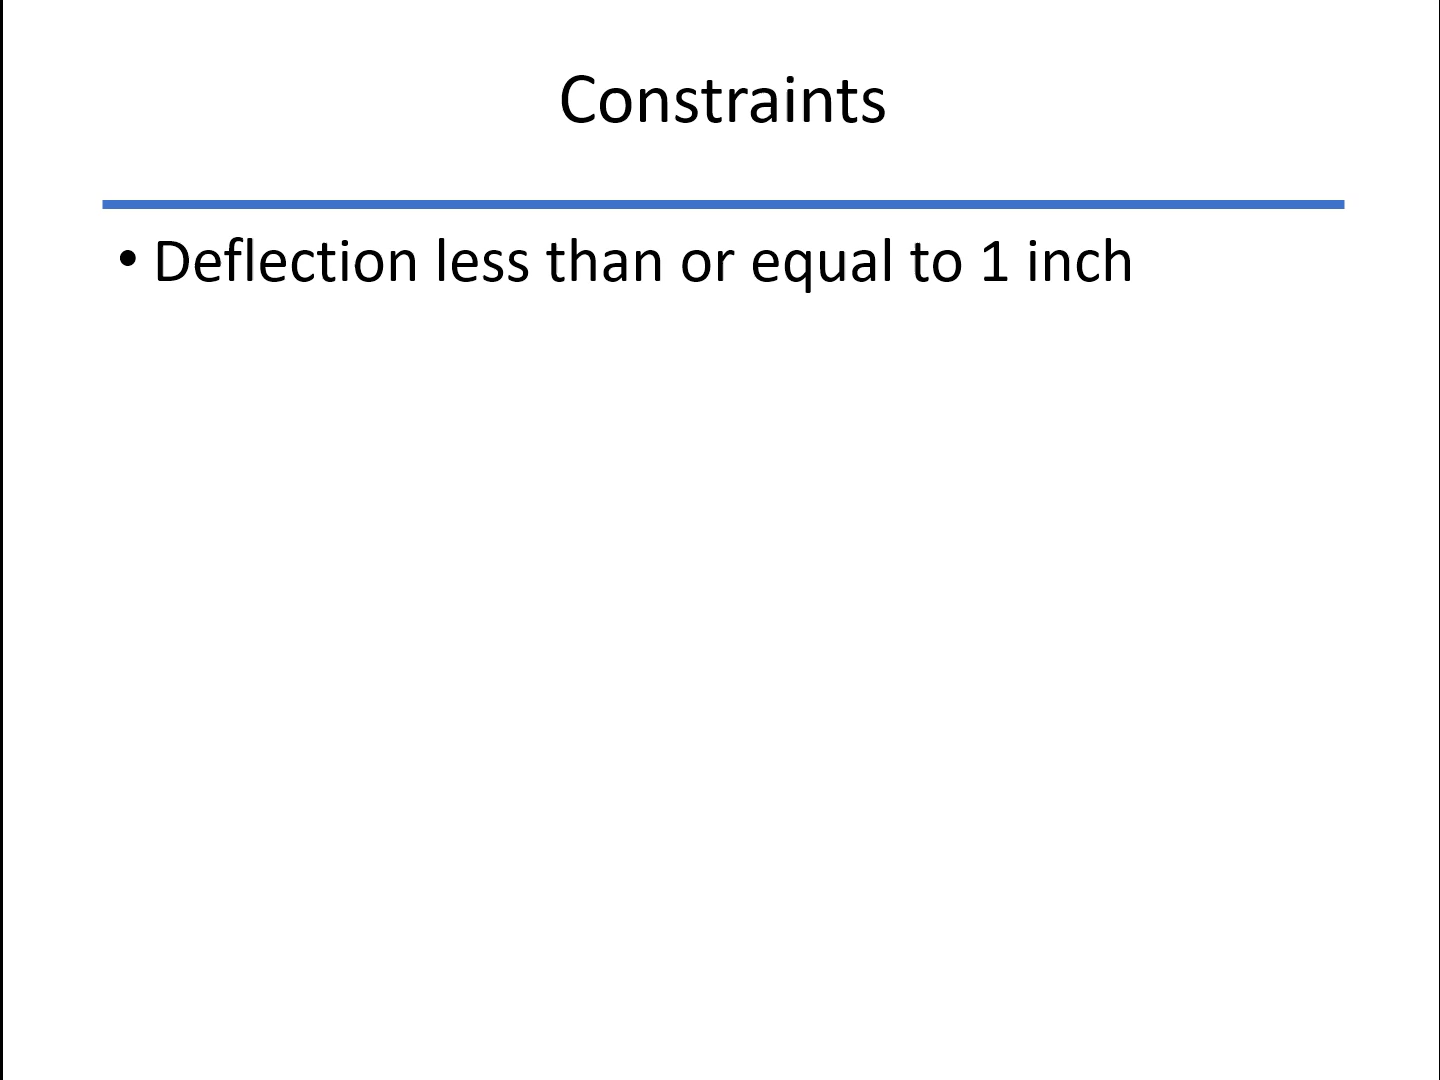 Constraints
• Deflection less than or equal to 1 inch